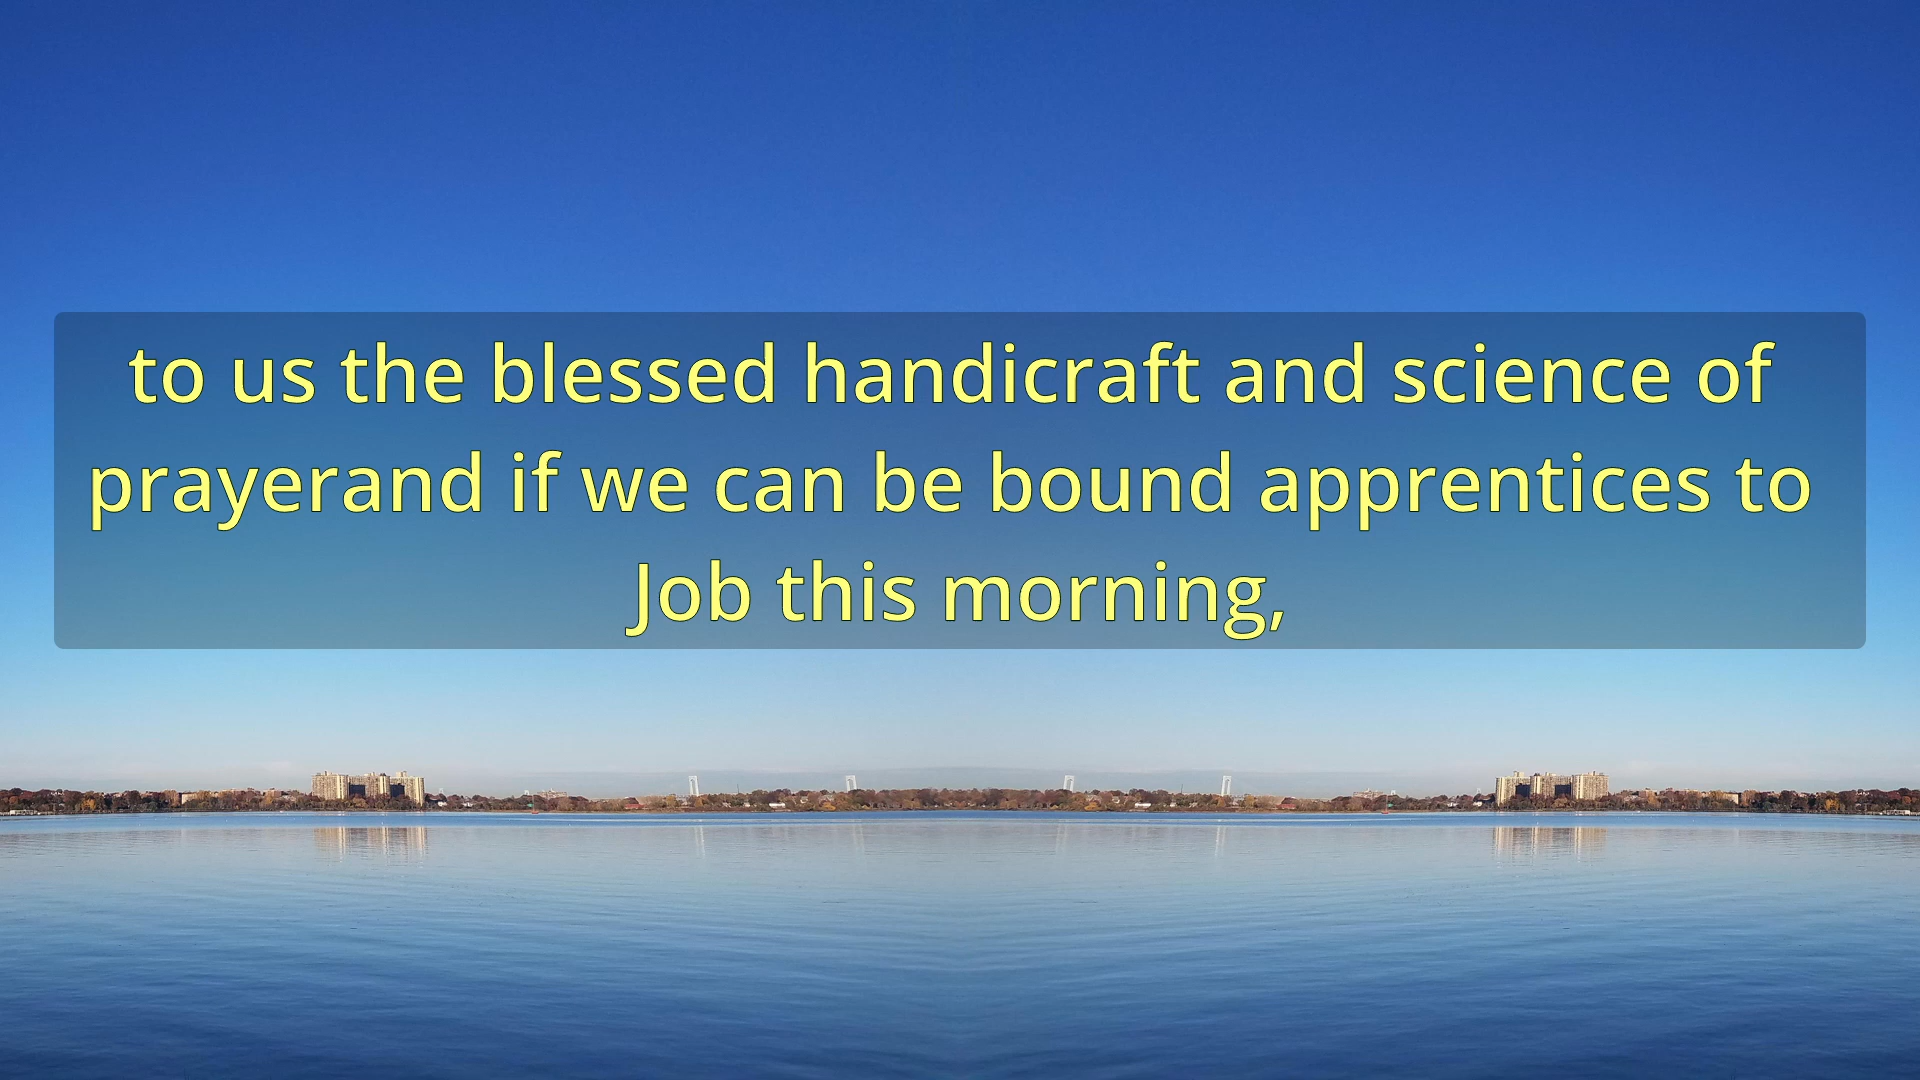 to us the blessed handicraft and science of
prayerand if we can be bound apprentices to
Job this morning,